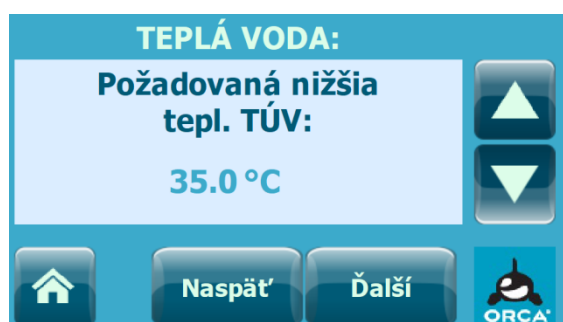 TEPLÁ VODA:
Požadovaná nižšia
tepl. TÚV:
35.0 °C
Naspäť
Ďalší
ORCA